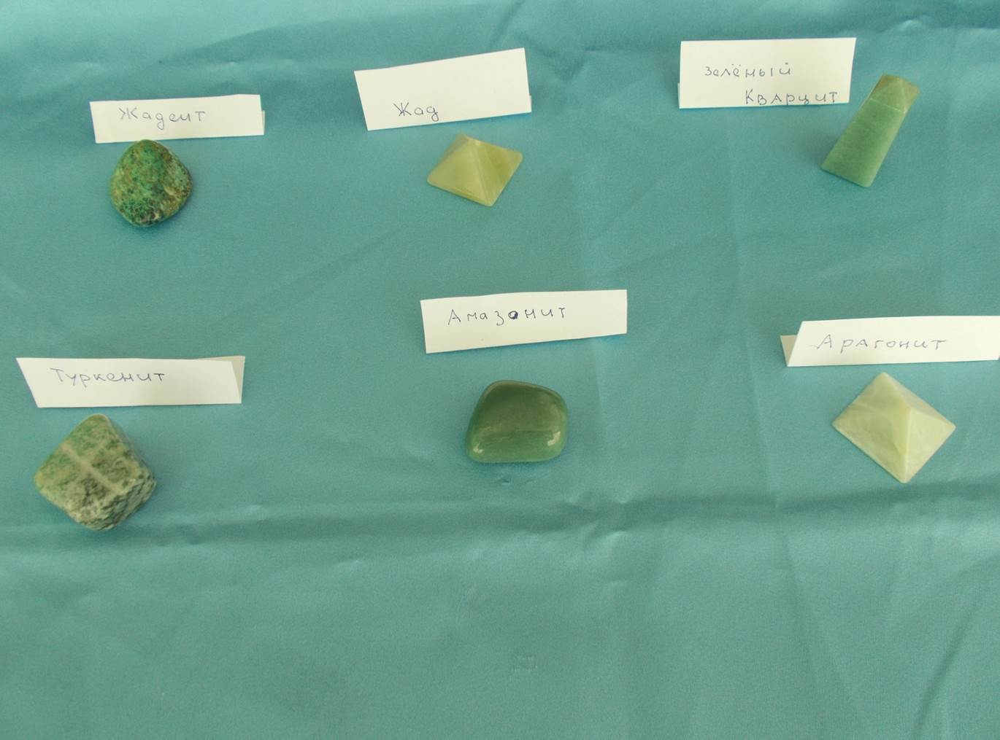 Жадеит
Жад
Зелёный
Кварцит
Туркенит
Амазонит
Арагонит